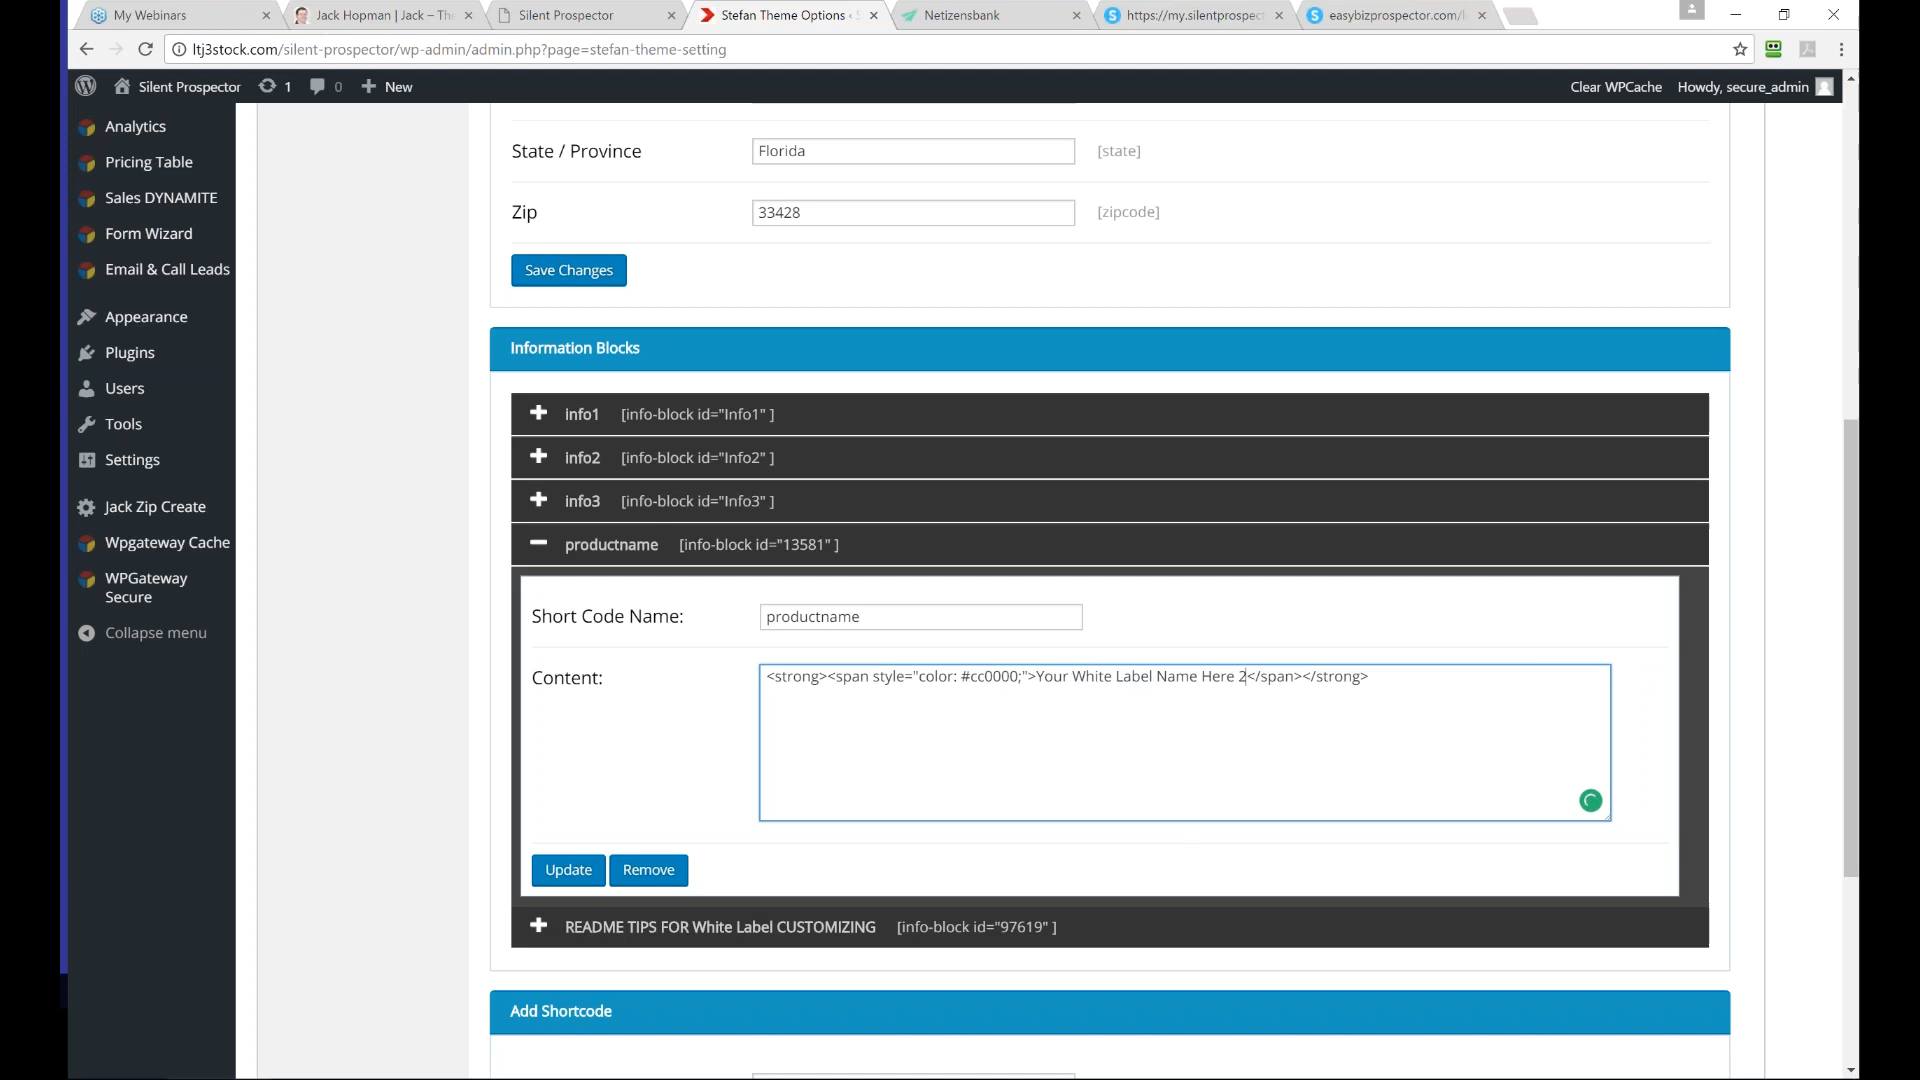 My Webinars
Jack Hopman | Jack – The
Silent Prospector
Stefan Theme Options ‹
Netizensbank
https://my.silentprospect
easybizprospector.com/
ltj3stock.com/silent-prospector/wp-admin/admin.php?page=stefan-theme-setting
Silent Prospector
1
0
New
Clear WPCache
Howdy, secure_admin
Analytics
Pricing Table
Sales DYNAMITE
Form Wizard
Email & Call Leads
Appearance
Plugins
Users
Tools
Settings
Jack Zip Create
Wpgateway Cache
WPGateway
Secure
Collapse menu
State / Province
Florida
[state]
Zip
33428
[zipcode]
Save Changes
Information Blocks
info1 [info-block id="Info1" ]
info2 [info-block id="Info2" ]
info3 [info-block id="Info3" ]
productname [info-block id="13581" ]
Short Code Name:
productname
Content:
<strong><span style="color: #cc0000;">Your White Label Name Here 2</span></strong>
Update
Remove
README TIPS FOR White Label CUSTOMIZING [info-block id="97619" ]
Add Shortcode